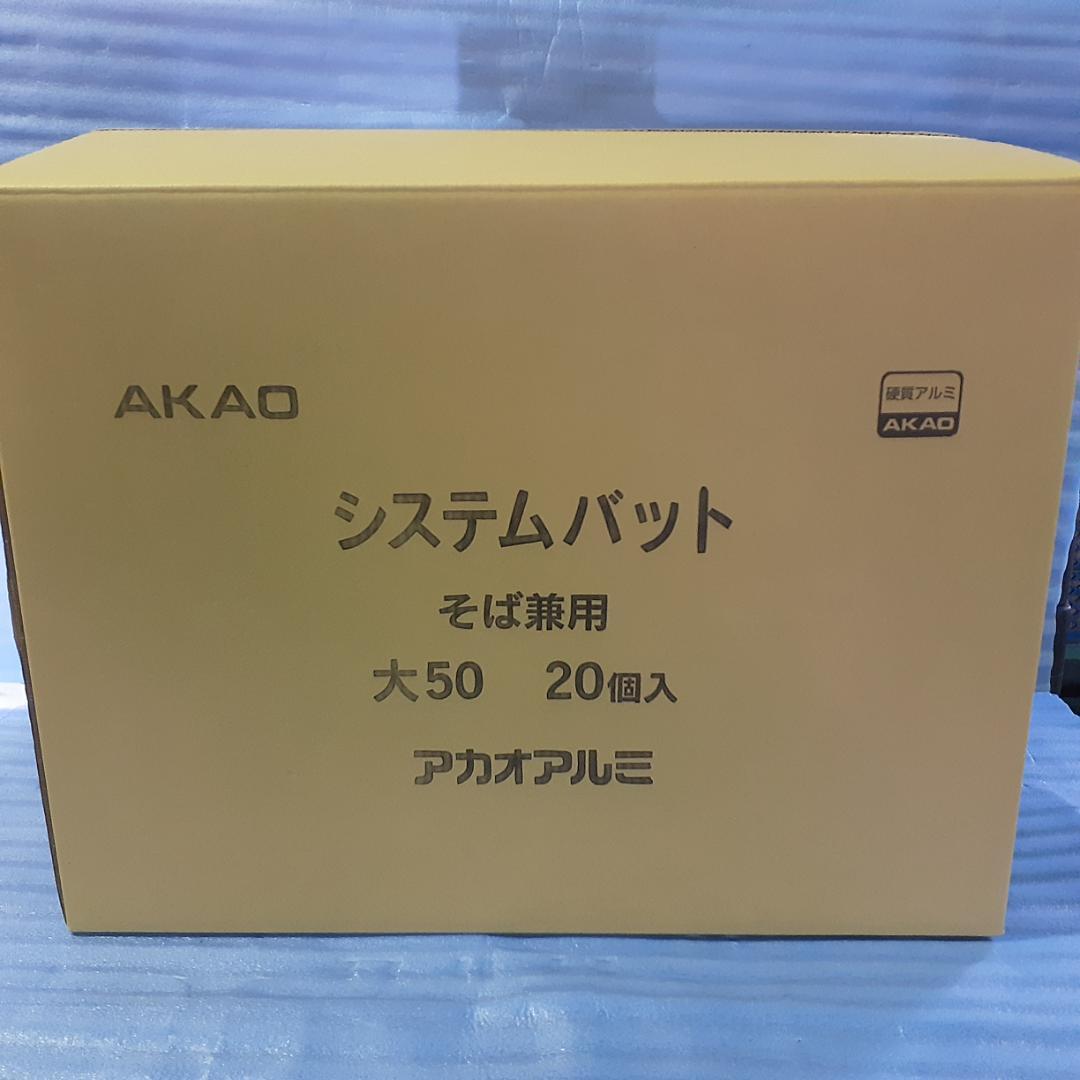 AKAO
硬質アルミ
AKAO
システムバット
そば兼用
大50 20個入
アカオアルミ